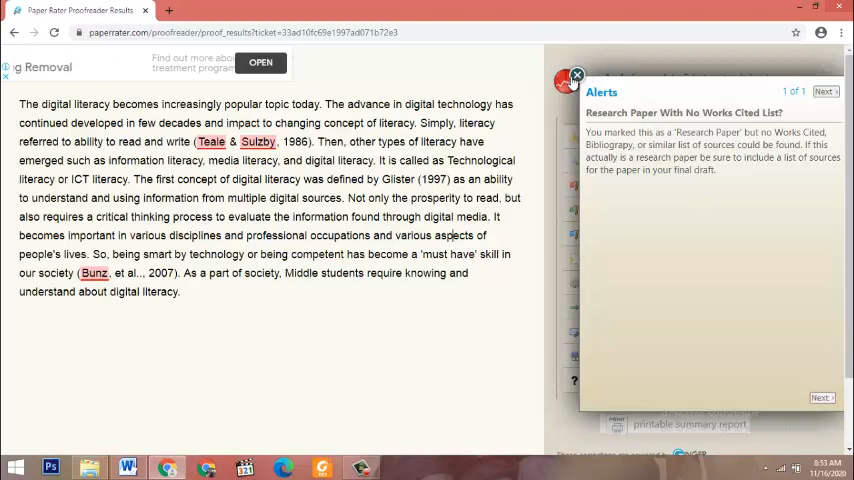 Paper Rater Proofreader Results
paperrater.com/proofreader/proof_results?ticket=33ad10fc69e1997ad071b72e3
ng Removal
Find out more about
treatment program
OPEN
The digital literacy becomes increasingly popular topic today. The advance in digital technology has
continued developed in few decades and impact to changing concept of literacy. Simply, literacy
referred to ability to read and write (Teale & Sulzby, 1986). Then, other types of literacy have
emerged such as information literacy, media literacy, and digital literacy. It is called as Technological
literacy or ICT literacy. The first concept of digital literacy was defined by Glister (1997) as an ability
to understand and using information from multiple digital sources. Not only the prosperity to read, but
also requires a critical thinking process to evaluate the information found through digital media. It
becomes important in various disciplines and professional occupations and various aspects of
people's lives. So, being smart by technology or being competent has become a 'must have' skill in
our society (Bunz, et al.., 2007). As a part of society, Middle students require knowing and
understand about digital literacy.
Alerts
1 of 1
Next ›
Research Paper With No Works Cited List?
You marked this as a 'Research Paper' but no Works Cited,
Bibliograpry, or similar list of sources could be found. If this
actually is a research paper be sure to include a list of sources
for the paper in your final draft.
Next ›
?
PRINT
printable summary report
GINGER
Ps
W
321
8:53 AM
11/16/2020